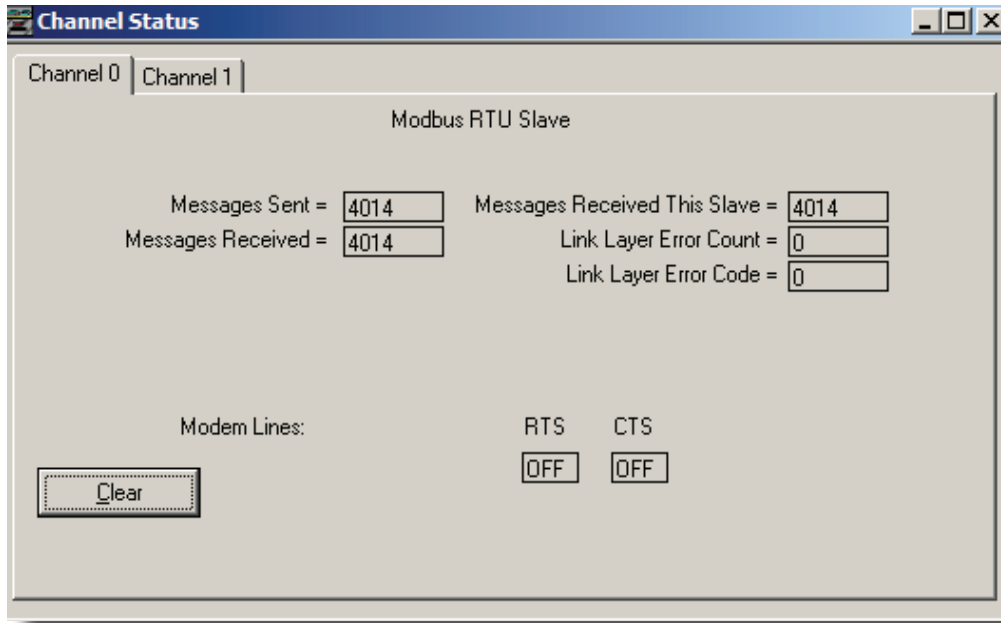 Channel Status
Channel 0 Channel 1
Modbus RTU Slave
Messages Sent = 4014 Messages Received This Slave = 4014
Messages Received = 4014 Link Layer Error Count = 0
Link Layer Error Code = 0
Modem Lines: RTS CTS
OFF OFF
Clear